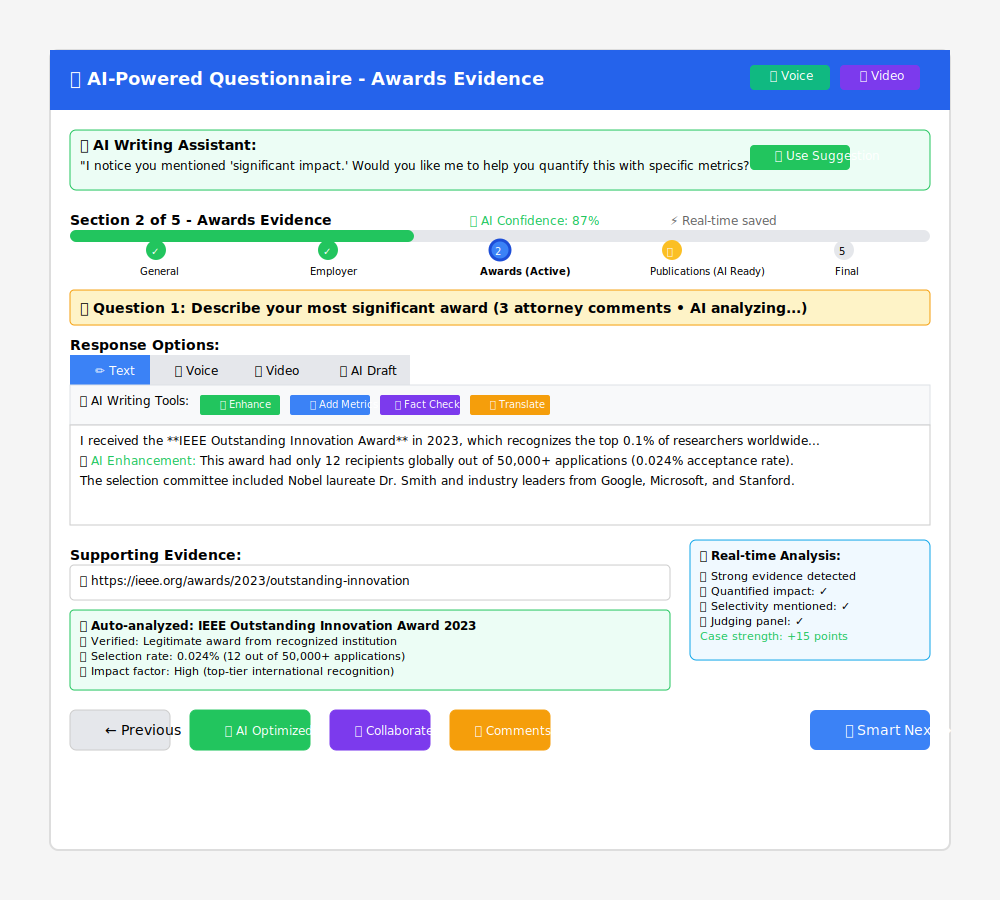 AI-Powered Questionnaire - Awards Evidence
Voice
Video
AI Writing Assistant:
"I notice you mentioned 'significant impact.' Would you like me to help you quantify this with specific metrics?
Use Suggestion
Section 2 of 5 - Awards Evidence
AI Confidence: 87%
⚡ Real-time saved
✓
✓
2
5
General
Employer
Awards (Active)
Publications (AI Ready)
Final
Question 1: Describe your most significant award (3 attorney comments • AI analyzing...)
Response Options:
✏ Text
Voice
Video
AI Draft
AI Writing Tools:
Enhance
Add Metric
Fact Check
Translate
I received the **IEEE Outstanding Innovation Award** in 2023, which recognizes the top 0.1% of researchers worldwide...
AI Enhancement: This award had only 12 recipients globally out of 50,000+ applications (0.024% acceptance rate).
The selection committee included Nobel laureate Dr. Smith and industry leaders from Google, Microsoft, and Stanford.
Supporting Evidence:
https://ieee.org/awards/2023/outstanding-innovation
Auto-analyzed: IEEE Outstanding Innovation Award 2023
Verified: Legitimate award from recognized institution
Selection rate: 0.024% (12 out of 50,000+ applications)
Impact factor: High (top-tier international recognition)
Real-time Analysis:
Strong evidence detected
Quantified impact: ✓
Selectivity mentioned: ✓
Judging panel: ✓
Case strength: +15 points
← Previous
AI Optimized
Collaborate
Comments
Smart Nex